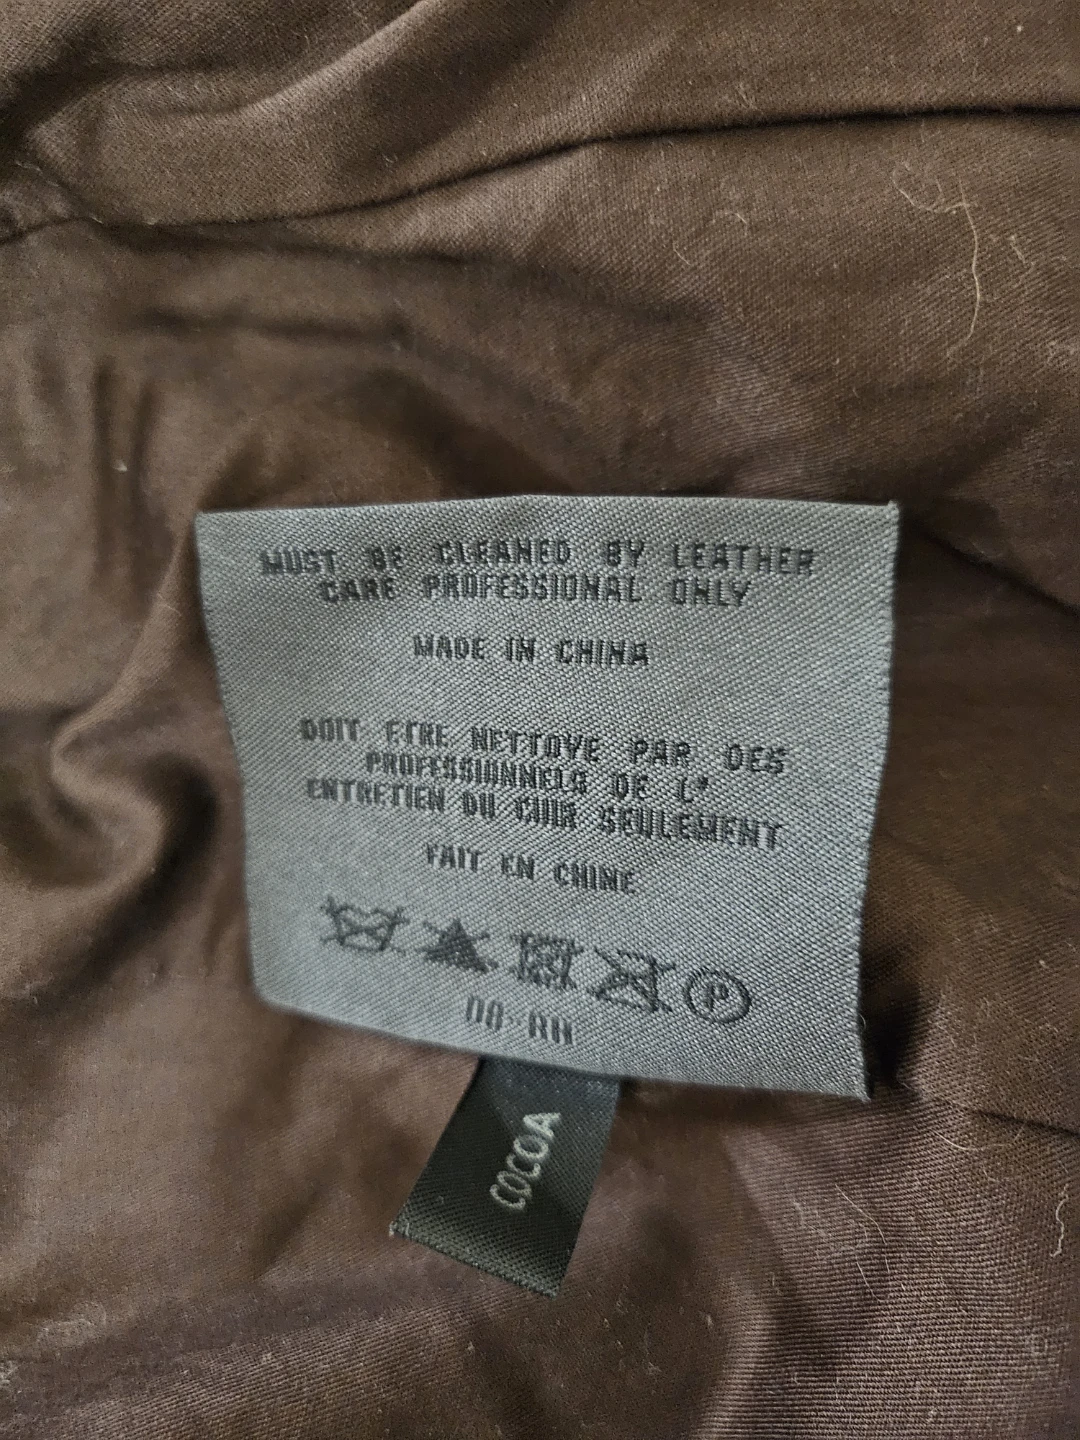 MUST BE CLEANED BY LEATHER
CARE PROFESSIONAL ONLY
MADE IN CHINA
DOIT ETRE NETTOYE PAR DES
PROFESSIONNELS DE L'
ENTRETIEN DU CUIR SEULEMENT
FAIT EN CHINE
P
COCOA